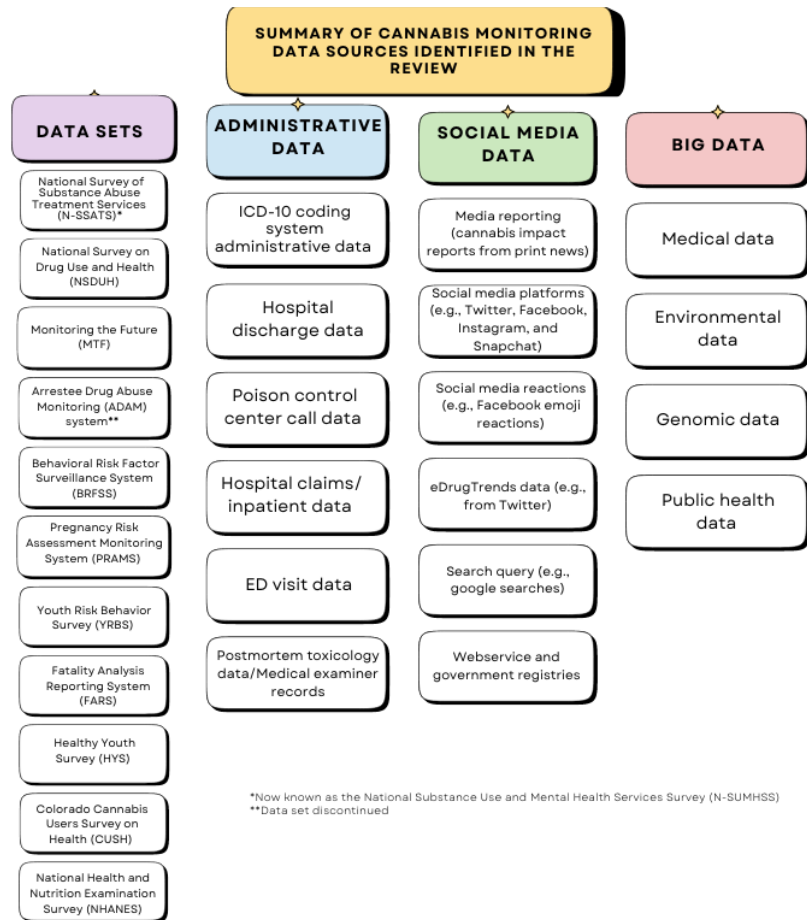 SUMMARY OF CANNABIS MONITORING
DATA SOURCES IDENTIFIED IN THE
REVIEW
DATA SETS
National Survey of
Substance Abuse
Treatment Services
(N-SSATS)*
National Survey on
Drug Use and Health
(NSDUH)
Monitoring the Future
(MTF)
Arrestee Drug Abuse
Monitoring (ADAM)
system**
Behavioral Risk Factor
Surveillance System
(BRFSS)
Pregnancy Risk
Assessment Monitoring
System (PRAMS)
Youth Risk Behavior
Survey (YRBS)
Fatality Analysis
Reporting System
(FARS)
Healthy Youth
Survey (HYS)
Colorado Cannabis
Users Survey on
Health (CUSH)
National Health and
Nutrition Examination
Survey (NHANES)
ADMINISTRATIVE
DATA
ICD-10 coding
system
administrative data
Hospital
discharge data
Poison control
center call data
Hospital claims/
inpatient data
ED visit data
Postmortem toxicology
data/Medical examiner
records
SOCIAL MEDIA
DATA
Media reporting
(cannabis impact
reports from print news)
Social media platforms
(e.g., Twitter, Facebook,
Instagram, and
Snapchat)
Social media reactions
(e.g., Facebook emoji
reactions)
eDrugTrends data (e.g.,
from Twitter)
Search query (e.g.,
google searches)
Webservice and
government registries
BIG DATA
Medical data
Environmental
data
Genomic data
Public health
data
*Now known as the National Substance Use and Mental Health Services Survey (N-SUMHSS)
**Data set discontinued